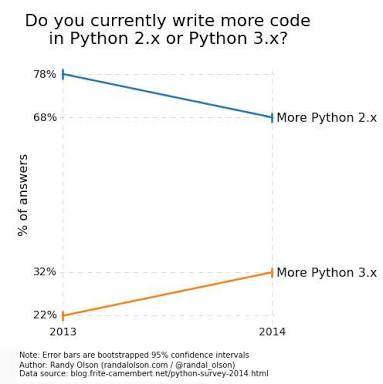 Do you currently write more code
in Python 2.x or Python 3.x?
78%
68%
More Python 2.x
% of answers
32%
More Python 3.x
22%
2013
2014
Note: Error bars are bootstrapped 95% confidence intervals
Author: Randy Olson (randalolson.com / @randal_olson)
Data source: blog.frite-camembert.net/python-survey-2014.html